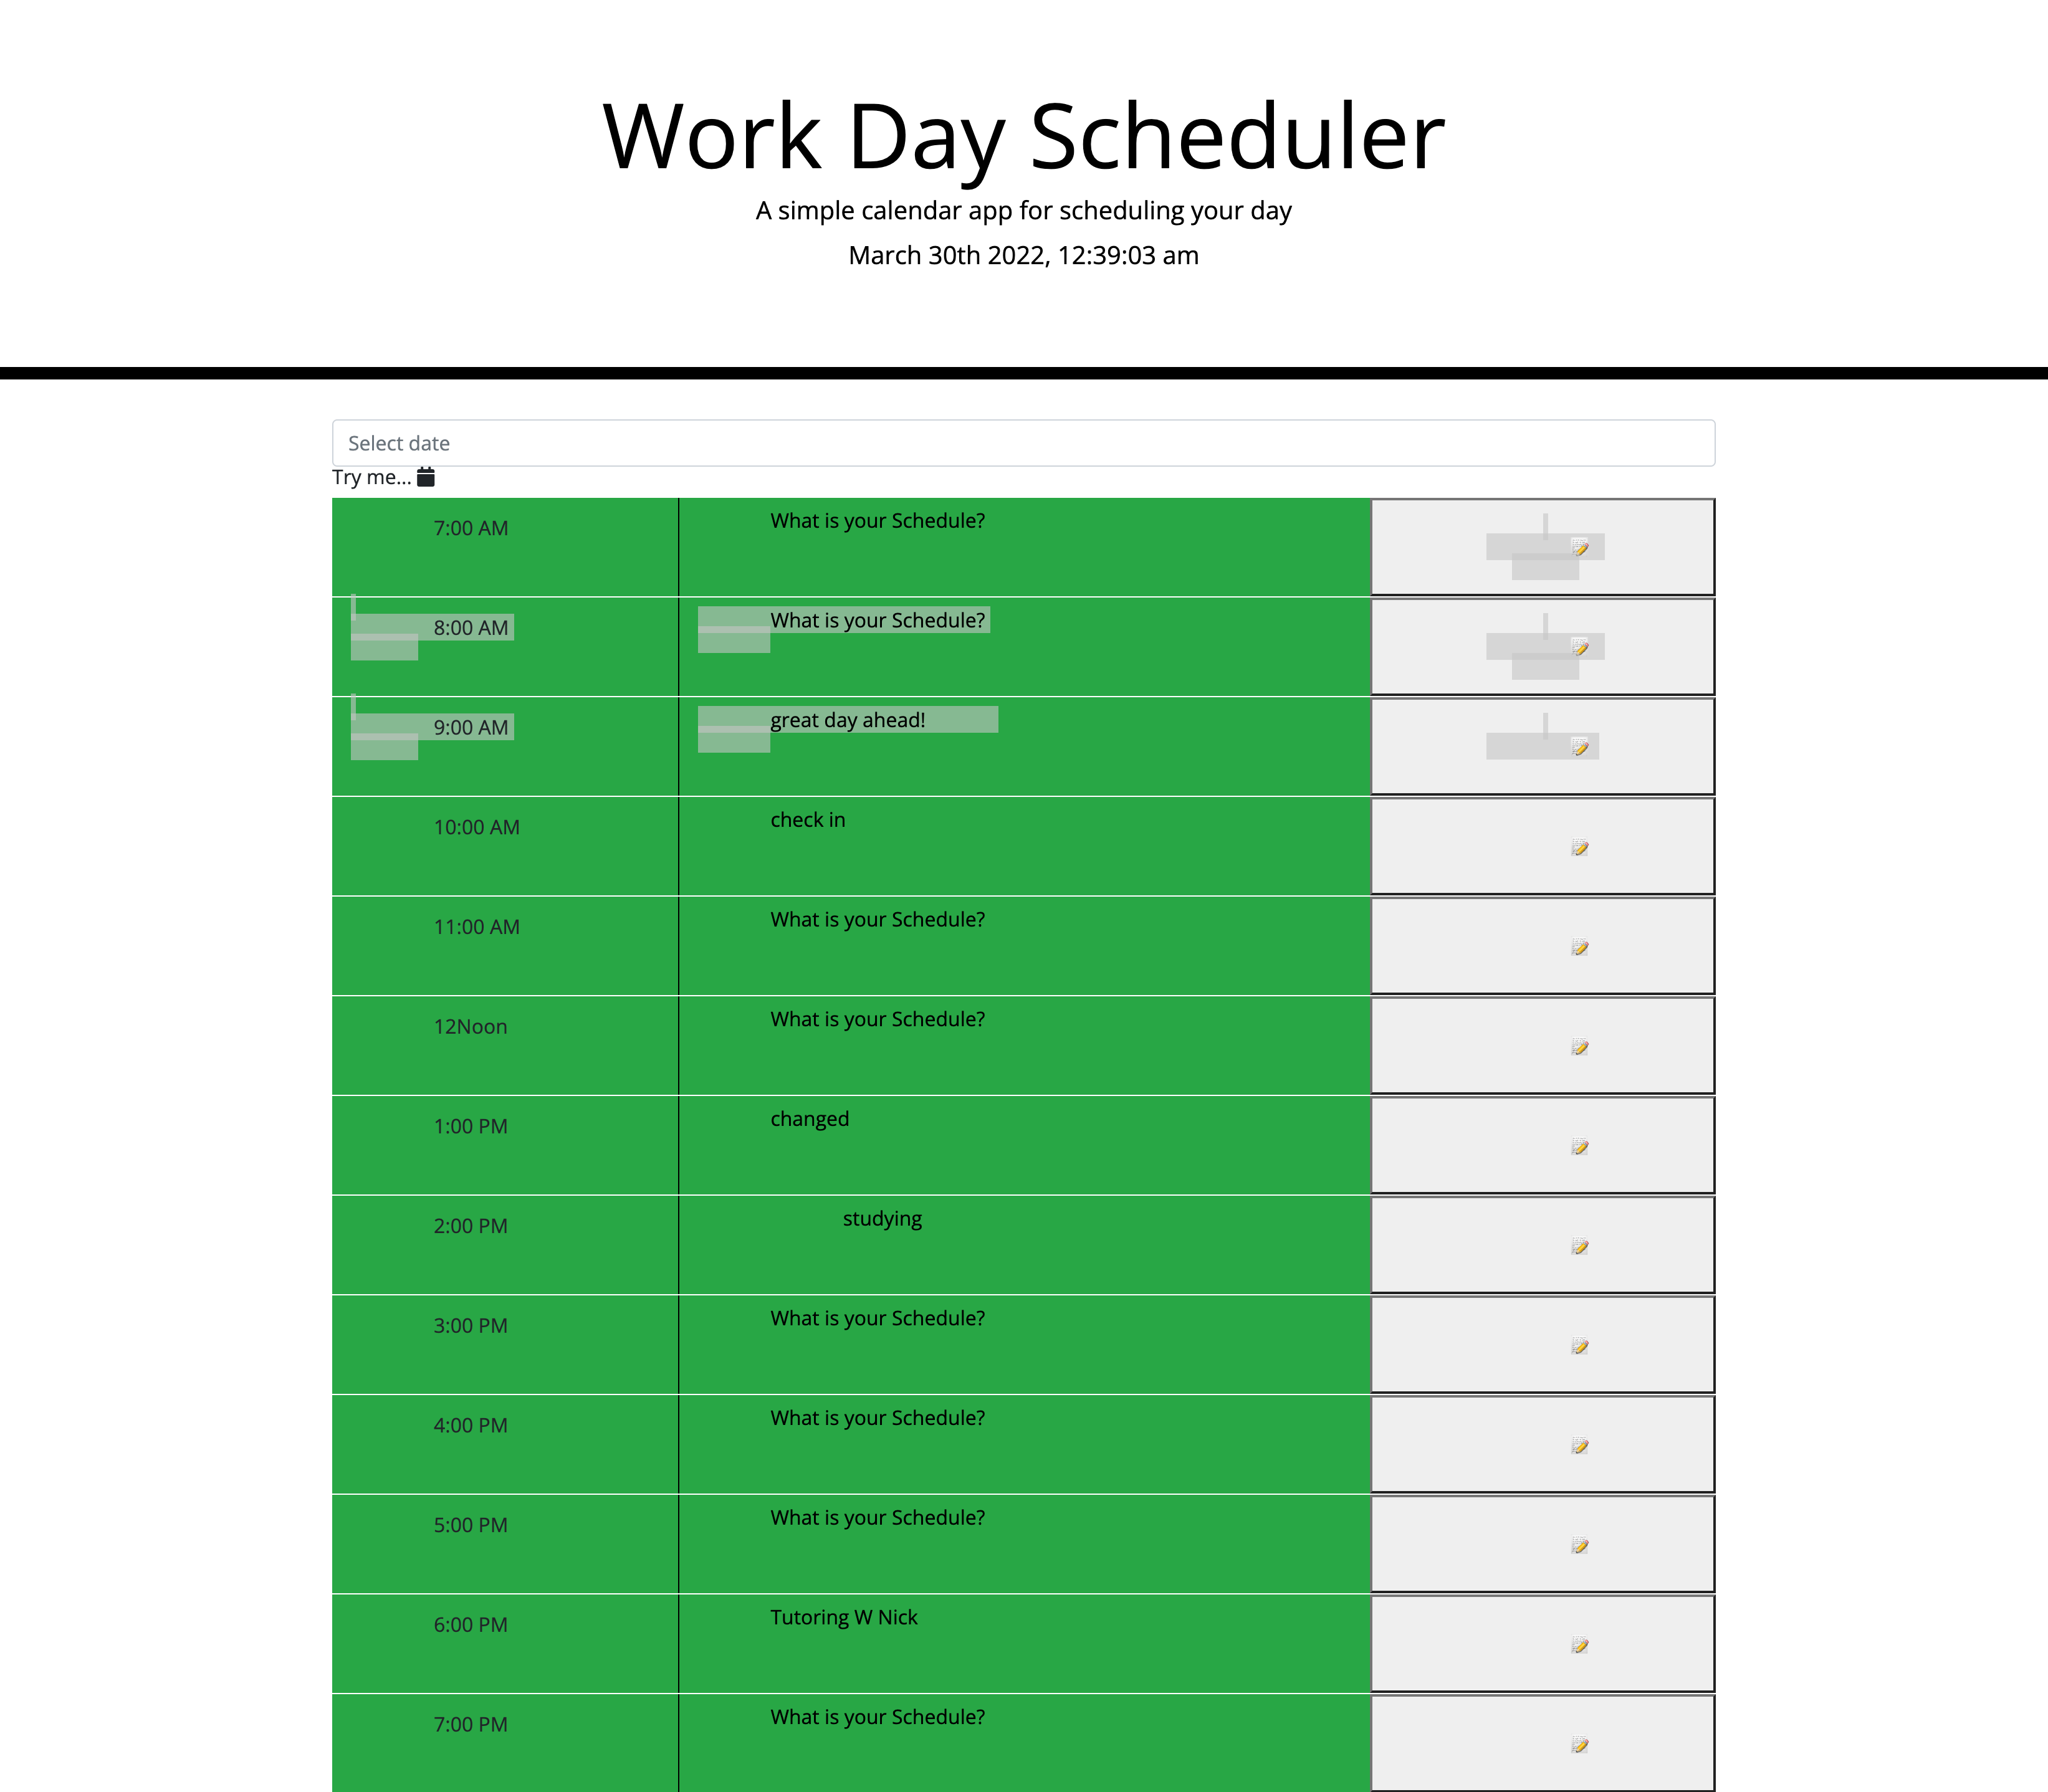 Work Day Scheduler
A simple calendar app for scheduling your day
March 30th 2022, 12:39:03 am
Select date
Try me...
7:00 AM What is your Schedule?
8:00 AM What is your Schedule?
9:00 AM great day ahead!
10:00 AM check in
11:00 AM What is your Schedule?
12Noon What is your Schedule?
1:00 PM changed
2:00 PM studying
3:00 PM What is your Schedule?
4:00 PM What is your Schedule?
5:00 PM What is your Schedule?
6:00 PM Tutoring W Nick
7:00 PM What is your Schedule?